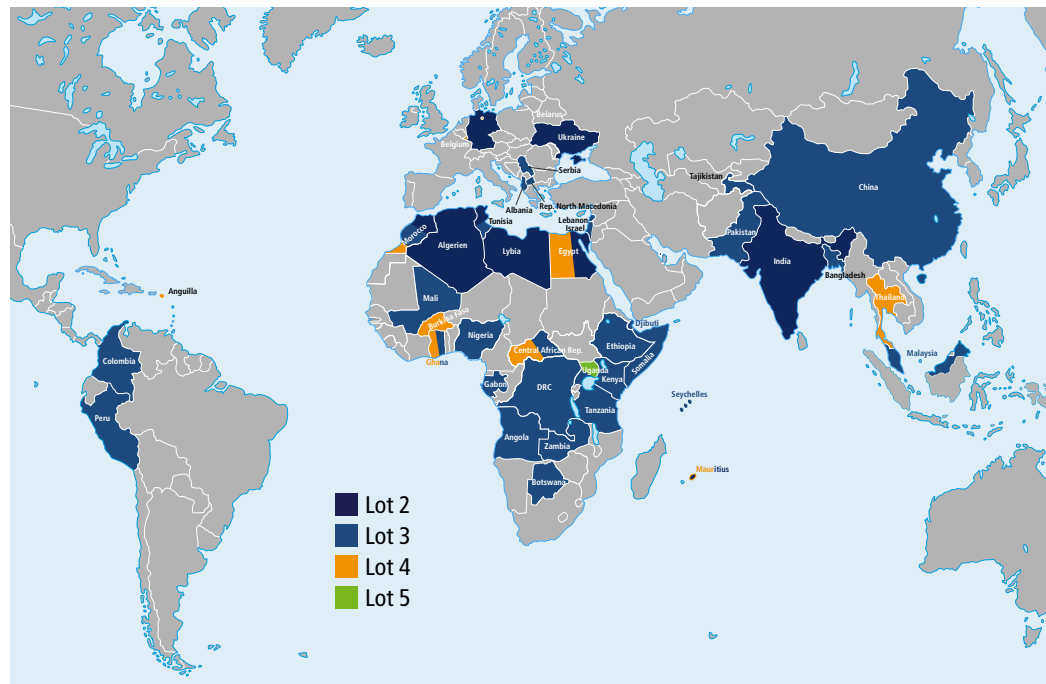 Belarus
Ukraine
Belgium
Serbia
Tajikistan
China
Albania
Rep. North Macedonia
Tunisia
Lebanon
Israel
Morocco
Pakistan
Algerien
Lybia
Egypt
India
Bangladesh
Anguilla
Mali
Thailand
Burkina Faso
Djibuti
Nigeria
Ethiopia
Central African Rep.
Malaysia
Colombia
Ghana
Somalia
Uganda
Kenya
Gabon
DRC
Seychelles
Tanzania
Peru
Angola
Zambia
Mauritius
Botswana
Lot 2
Lot 3
Lot 4
Lot 5